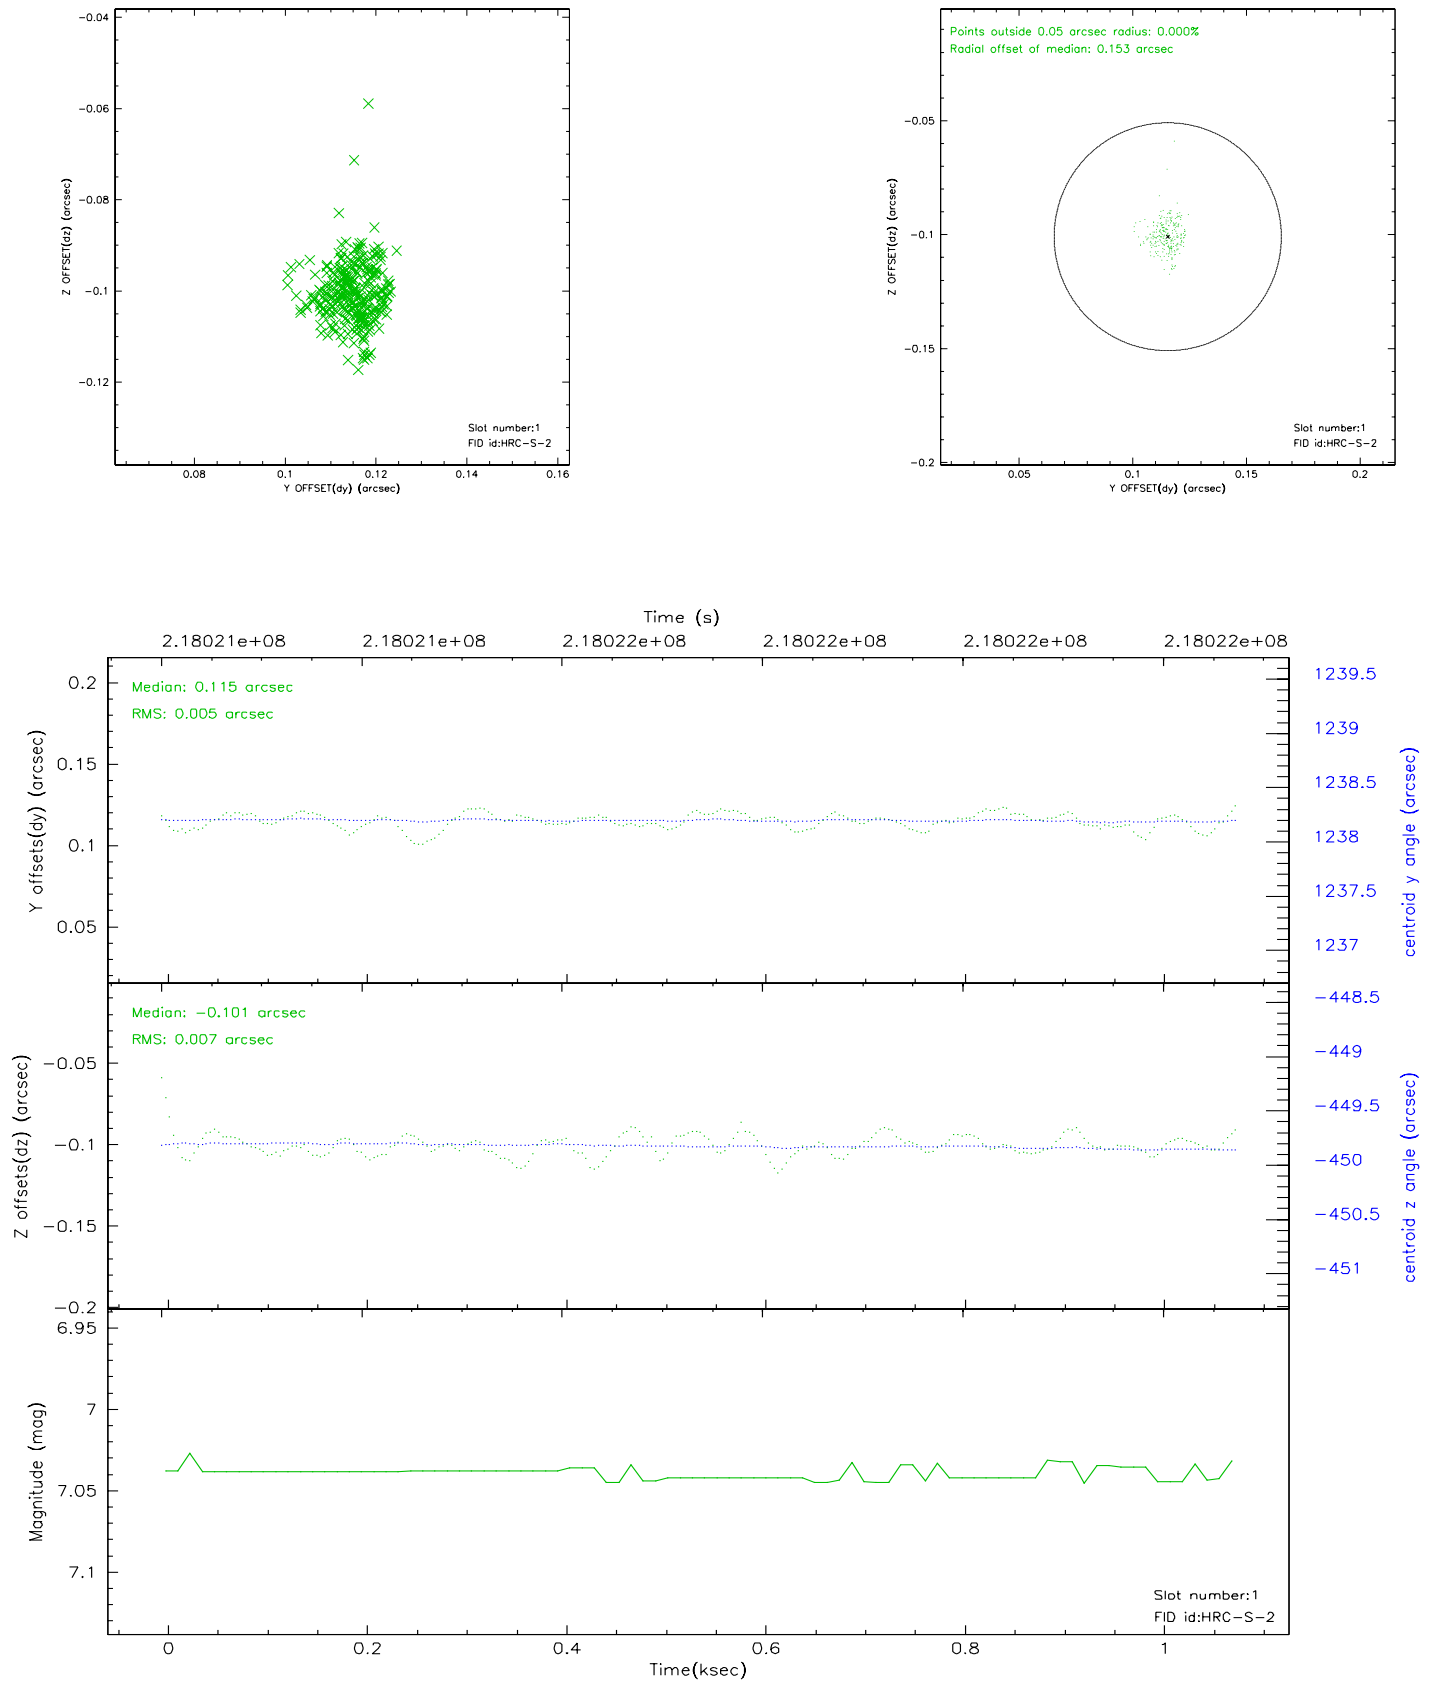 -0.04
-0.06
-0.08
-0.1
-0.12
Z OFFSET(dz) (arcsec)
Slot number:1
FID id:HRC-S-2
0.08 0.1 0.12 0.14 0.16
Y OFFSET(dy) (arcsec)
Points outside 0.05 arcsec radius: 0.000%
Radial offset of median: 0.153 arcsec
-0.05
-0.1
-0.15
-0.2
Z OFFSET(dz) (arcsec)
Slot number:1
FID id:HRC-S-2
0.05 0.1 0.15 0.2
Y OFFSET(dy) (arcsec)
Time (s)
2.18021e+08 2.18021e+08 2.18022e+08 2.18022e+08 2.18022e+08 2.18022e+08
Median: 0.115 arcsec
RMS: 0.005 arcsec
0.2
0.15
0.1
0.05
Y offsets(dy) (arcsec)
1239.5
1239
1238.5
1238
1237.5
1237
centroid y angle (arcsec)
Median: -0.101 arcsec
RMS: 0.007 arcsec
-0.05
-0.1
-0.15
-0.2
Z offsets(dz) (arcsec)
-448.5
-449
-449.5
-450
-450.5
-451
centroid z angle (arcsec)
6.95
7
7.05
7.1
Magnitude (mag)
Slot number:1
FID id:HRC-S-2
0 0.2 0.4 0.6 0.8 1
Time(ksec)